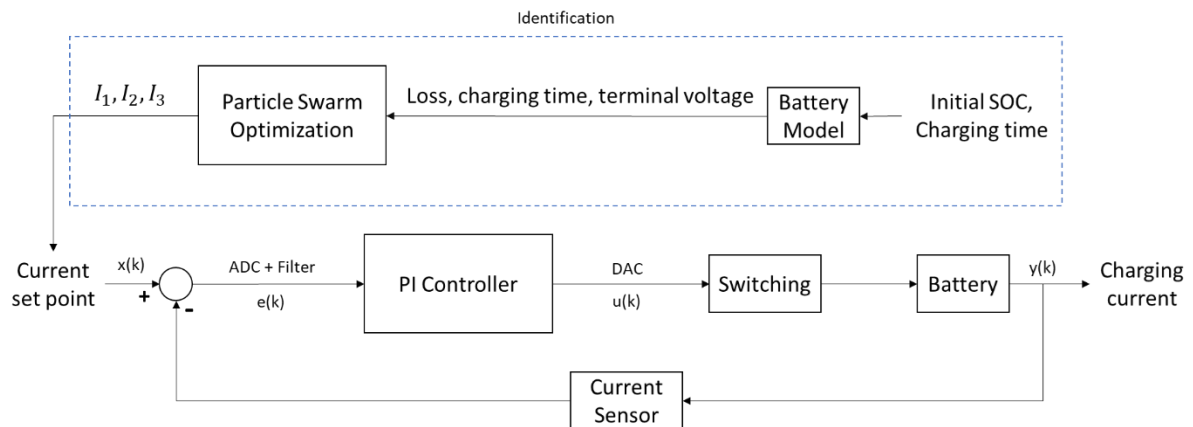 Identification
I₁, I₂, I₃
Particle Swarm
Optimization
Loss, charging time, terminal voltage
Battery
Model
Initial SOC,
Charging time
Current
set point
x(k)
+
-
ADC + Filter
e(k)
PI Controller
DAC
u(k)
Switching
Battery
y(k)
Charging
current
Current
Sensor